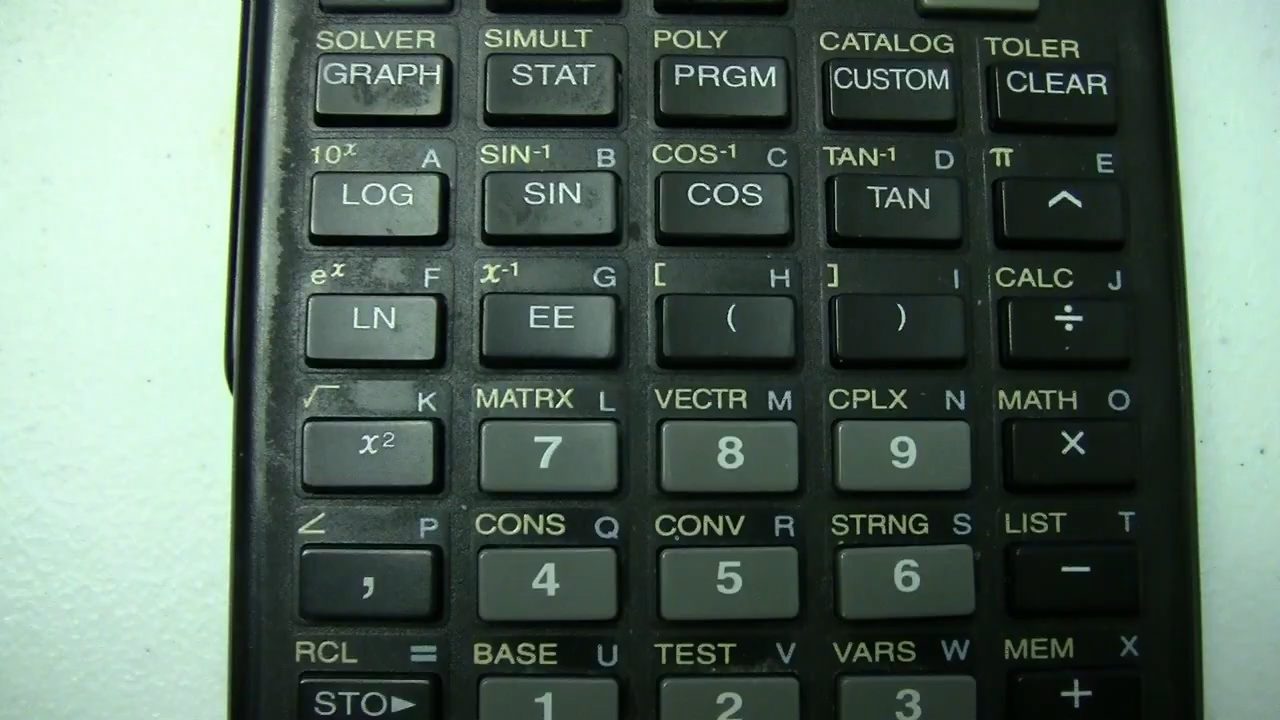 SOLVER SIMULT POLY CATALOG TOLER
GRAPH STAT PRGM CUSTOM CLEAR
10ˣ A SIN⁻¹ B COS⁻¹ C TAN⁻¹ D π E
LOG SIN COS TAN ^
eˣ F x⁻¹ G [ H ] I CALC J
LN EE ( ) ÷
√ K MATRX L VECTR M CPLX N MATH O
x² 7 8 9 ×
∠ P CONS Q CONV R STRNG S LIST T
, 4 5 6 −
RCL = BASE U TEST V VARS W MEM X
STO► 1 2 3 +